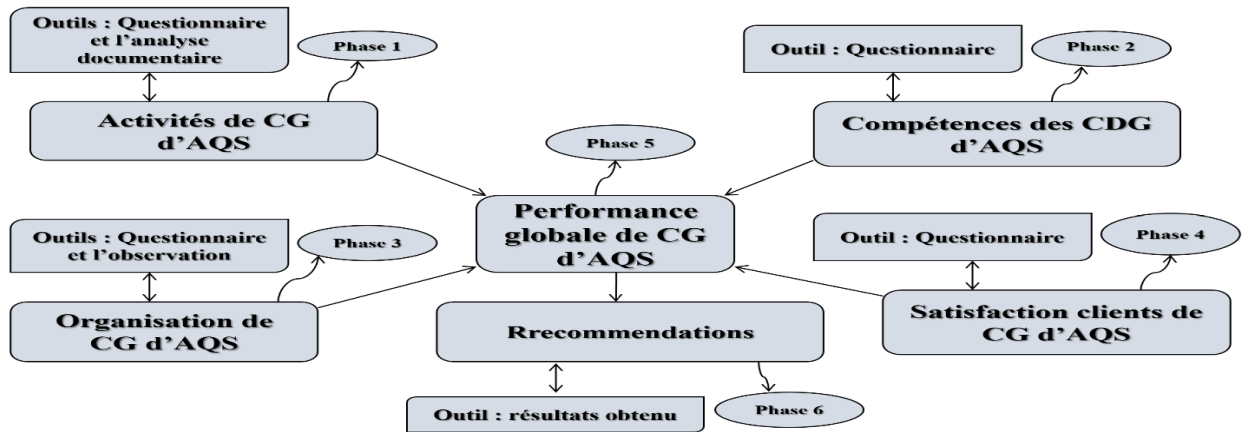 Outils : Questionnaire
et l’analyse
documentaire
Phase 1
Activités de CG
d’AQS
Outil : Questionnaire
Phase 2
Compétences des CDG
d’AQS
Phase 5
Performance
globale de CG
d’AQS
Outils : Questionnaire
et l’observation
Phase 3
Organisation de
CG d’AQS
Outil : Questionnaire
Phase 4
Satisfaction clients de
CG d’AQS
Rrecommendations
Outil : résultats obtenu
Phase 6